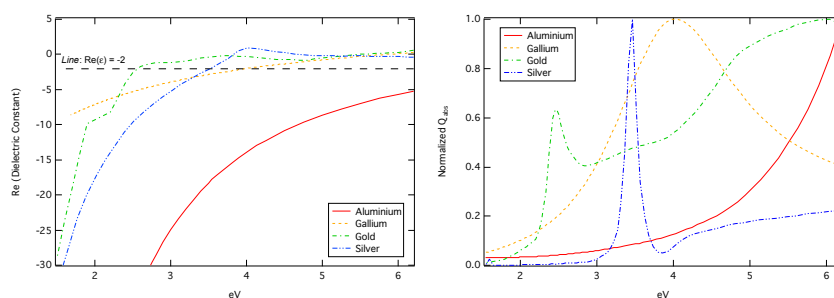 5
0
-5
-10
-15
-20
-25
-30
Re (Dielectric Constant)
Line: Re(ε) = -2
Aluminium
Gallium
Gold
Silver
2
3
4
5
6
eV
1.0
0.8
0.6
0.4
0.2
0.0
Normalized Qabs
Aluminium
Gallium
Gold
Silver
2
3
4
5
6
eV